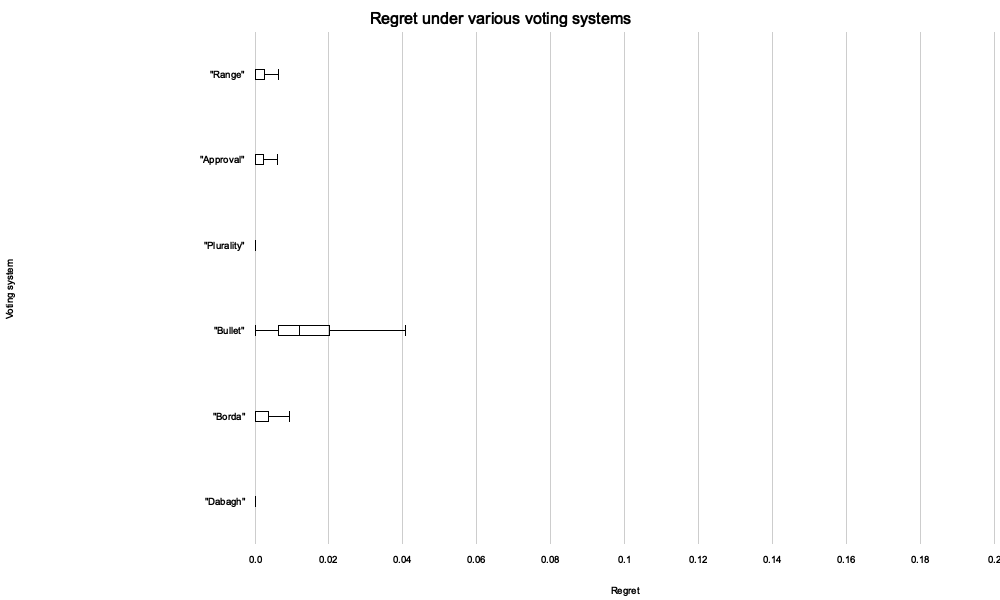 Regret under various voting systems
"Range"
"Approval"
"Plurality"
Voting system
"Bullet"
"Borda"
"Dabagh"
0.0 0.02 0.04 0.06 0.08 0.1 0.12 0.14 0.16 0.18 0.2
Regret